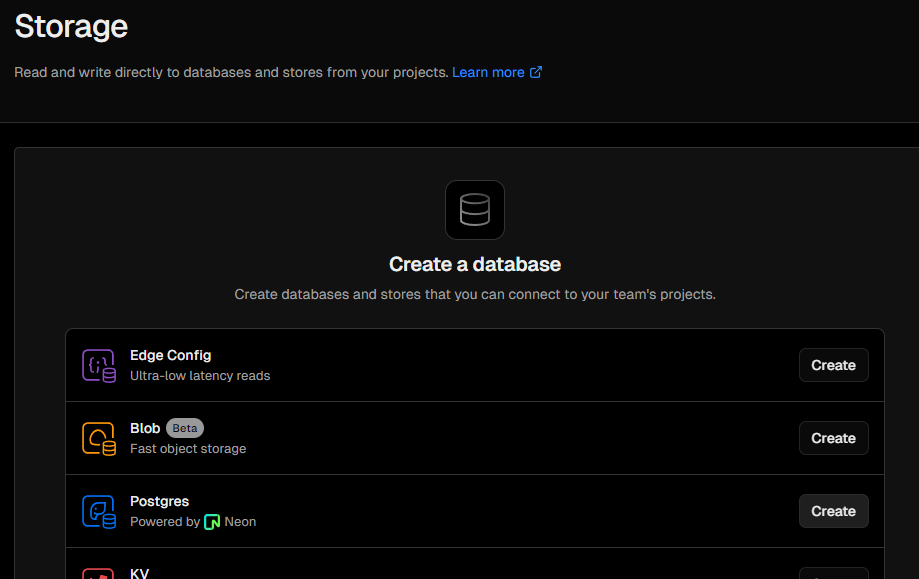 Storage
Read and write directly to databases and stores from your projects. Learn more
Create a database
Create databases and stores that you can connect to your team's projects.
Edge Config
Ultra-low latency reads
Create
Blob Beta
Fast object storage
Create
Postgres
Powered by Neon
Create
KV